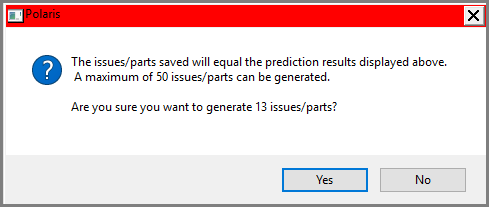 Polaris
The issues/parts saved will equal the prediction results displayed above.
A maximum of 50 issues/parts can be generated.
Are you sure you want to generate 13 issues/parts?
Yes
No